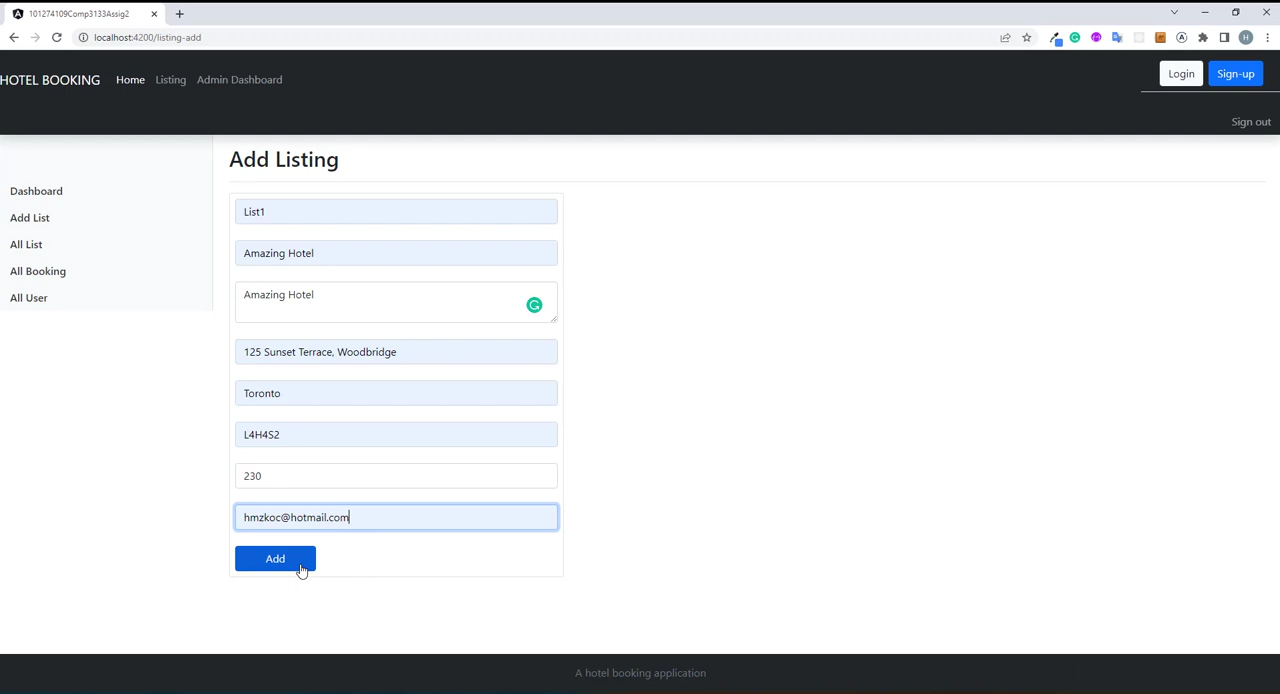 101274109Comp3133Assig2
localhost:4200/listing-add
HOTEL BOOKING Home Listing Admin Dashboard Login Sign-up
Sign out
Add Listing
Dashboard
Add List
All List
All Booking
All User
List1
Amazing Hotel
Amazing Hotel
125 Sunset Terrace, Woodbridge
Toronto
L4H4S2
230
hmzkoc@hotmail.com
Add
A hotel booking application